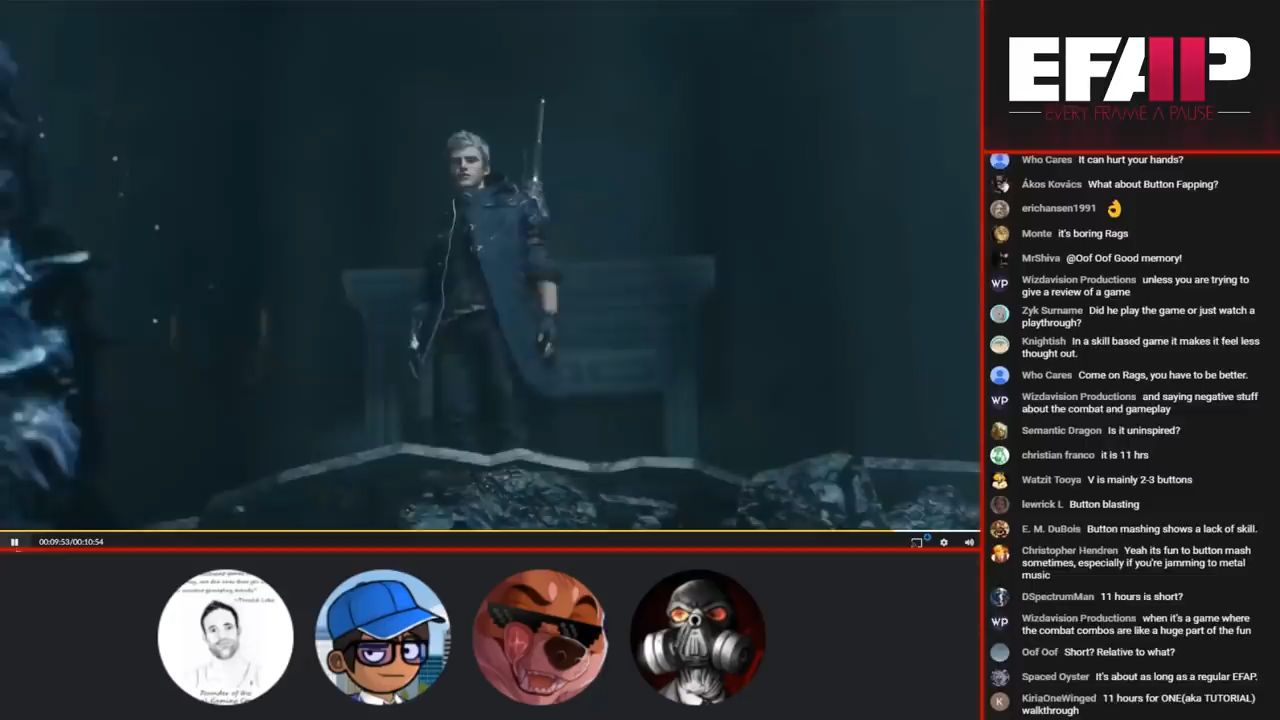 EFAP
EVERY FRAME A PAUSE
Who Cares It can hurt your hands?
Ákos Kovács What about Button Fapping?
erichansen1991 👌
Monte it's boring Rags
MrShiva @Oof Oof Good memory!
WP
Wizdavision Productions unless you are trying to
give a review of a game
Zyk Surname Did he play the game or just watch a
playthrough?
Knightish In a skill based game it makes it feel less
thought out.
Who Cares Come on Rags, you have to be better.
WP
Wizdavision Productions and saying negative stuff
about the combat and gameplay
Semantic Dragon Is it uninspired?
christian franco it is 11 hrs
Watzit Tooya V is mainly 2-3 buttons
lewrick L Button blasting
E. M. DuBois Button mashing shows a lack of skill.
Christopher Hendren Yeah its fun to button mash
sometimes, especially if you're jamming to metal
music
DSpectrumMan 11 hours is short?
WP
Wizdavision Productions when it's a game where
the combat combos are like a huge part of the fun
Oof Oof Short? Relative to what?
Spaced Oyster It's about as long as a regular EFAP.
K
KiriaOneWinged 11 hours for ONE(aka TUTORIAL)
walkthrough
00:09:53/00:10:54